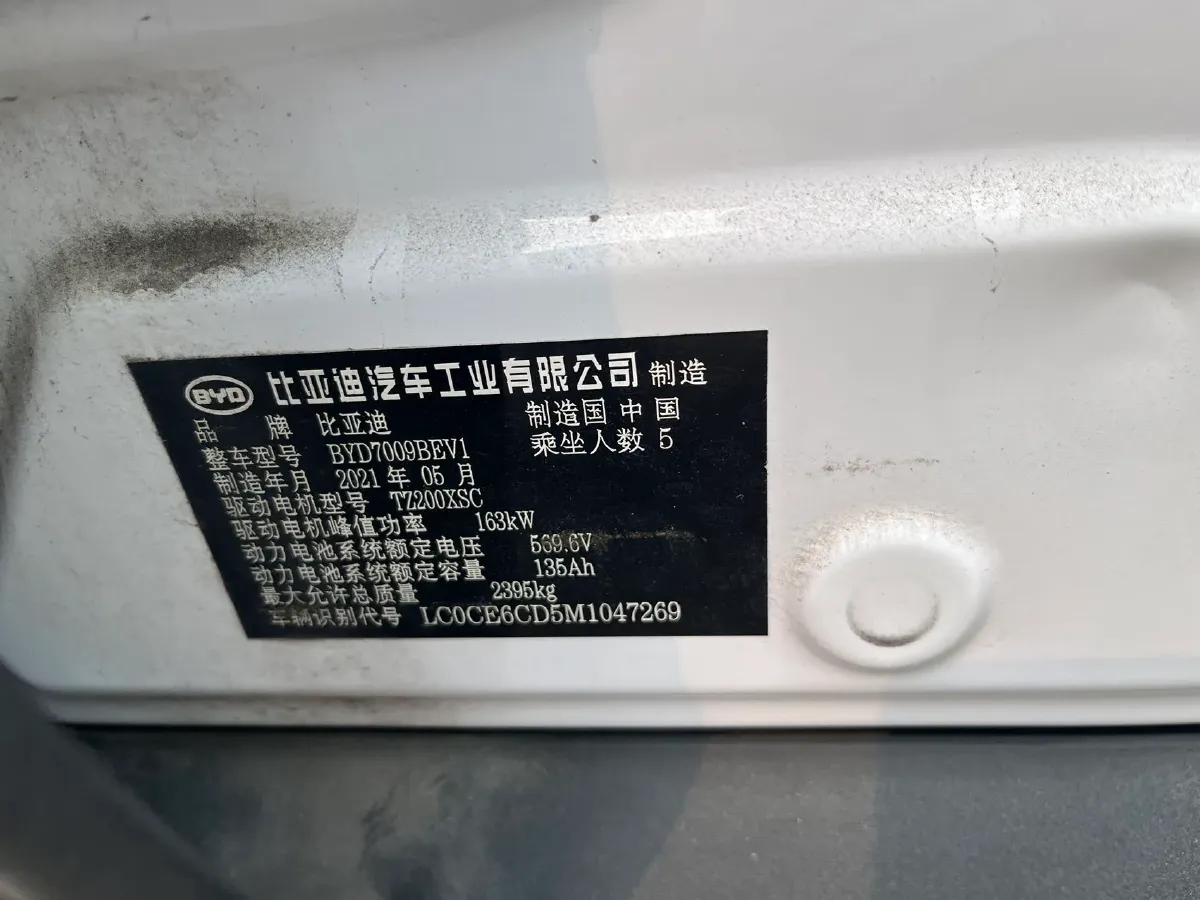 BYD 比亚迪汽车工业有限公司 制造
品 牌 比亚迪 制造国 中国
整车型号 BYD7009BEV1 乘坐人数 5
制造年月 2021 年 05 月
驱动电机型号 TZ200XSC
驱动电机峰值功率 163kW
动力电池系统额定电压 569.6V
动力电池系统额定容量 135Ah
最大允许总质量 2395kg
车辆识别代号 LC0CE6CD5M1047269